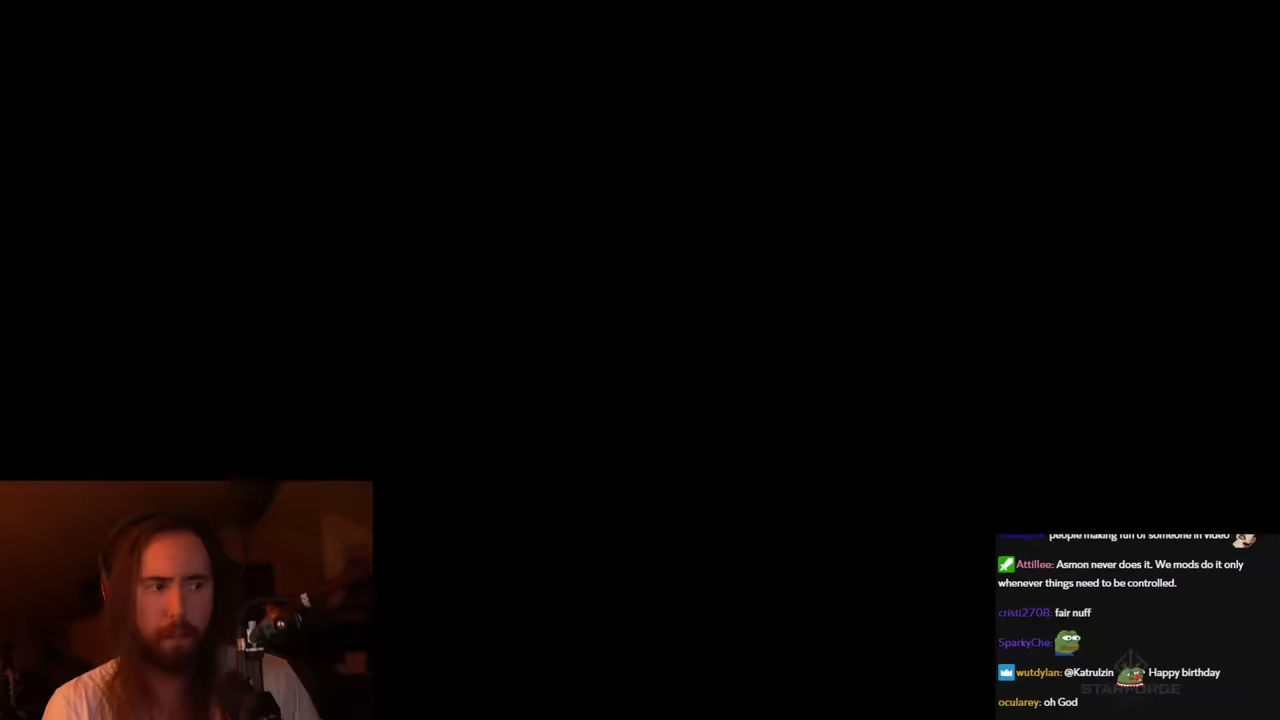 people making fun of someone in video
Attillee: Asmon never does it. We mods do it only
whenever things need to be controlled.
cristi2708: fair nuff
SparkyChe:
wutdylan: @Katrulzin Happy birthday
STARFORGE
ocularey: oh God